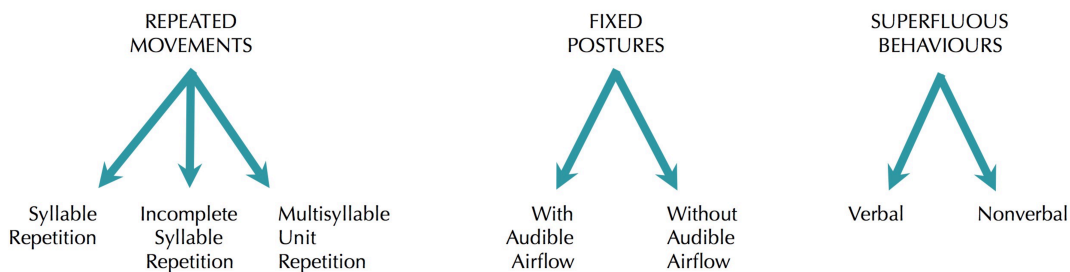 REPEATED
MOVEMENTS
FIXED
POSTURES
SUPERFLUOUS
BEHAVIOURS
Syllable
Repetition
Incomplete
Syllable
Repetition
Multisyllable
Unit
Repetition
With
Audible
Airflow
Without
Audible
Airflow
Verbal
Nonverbal